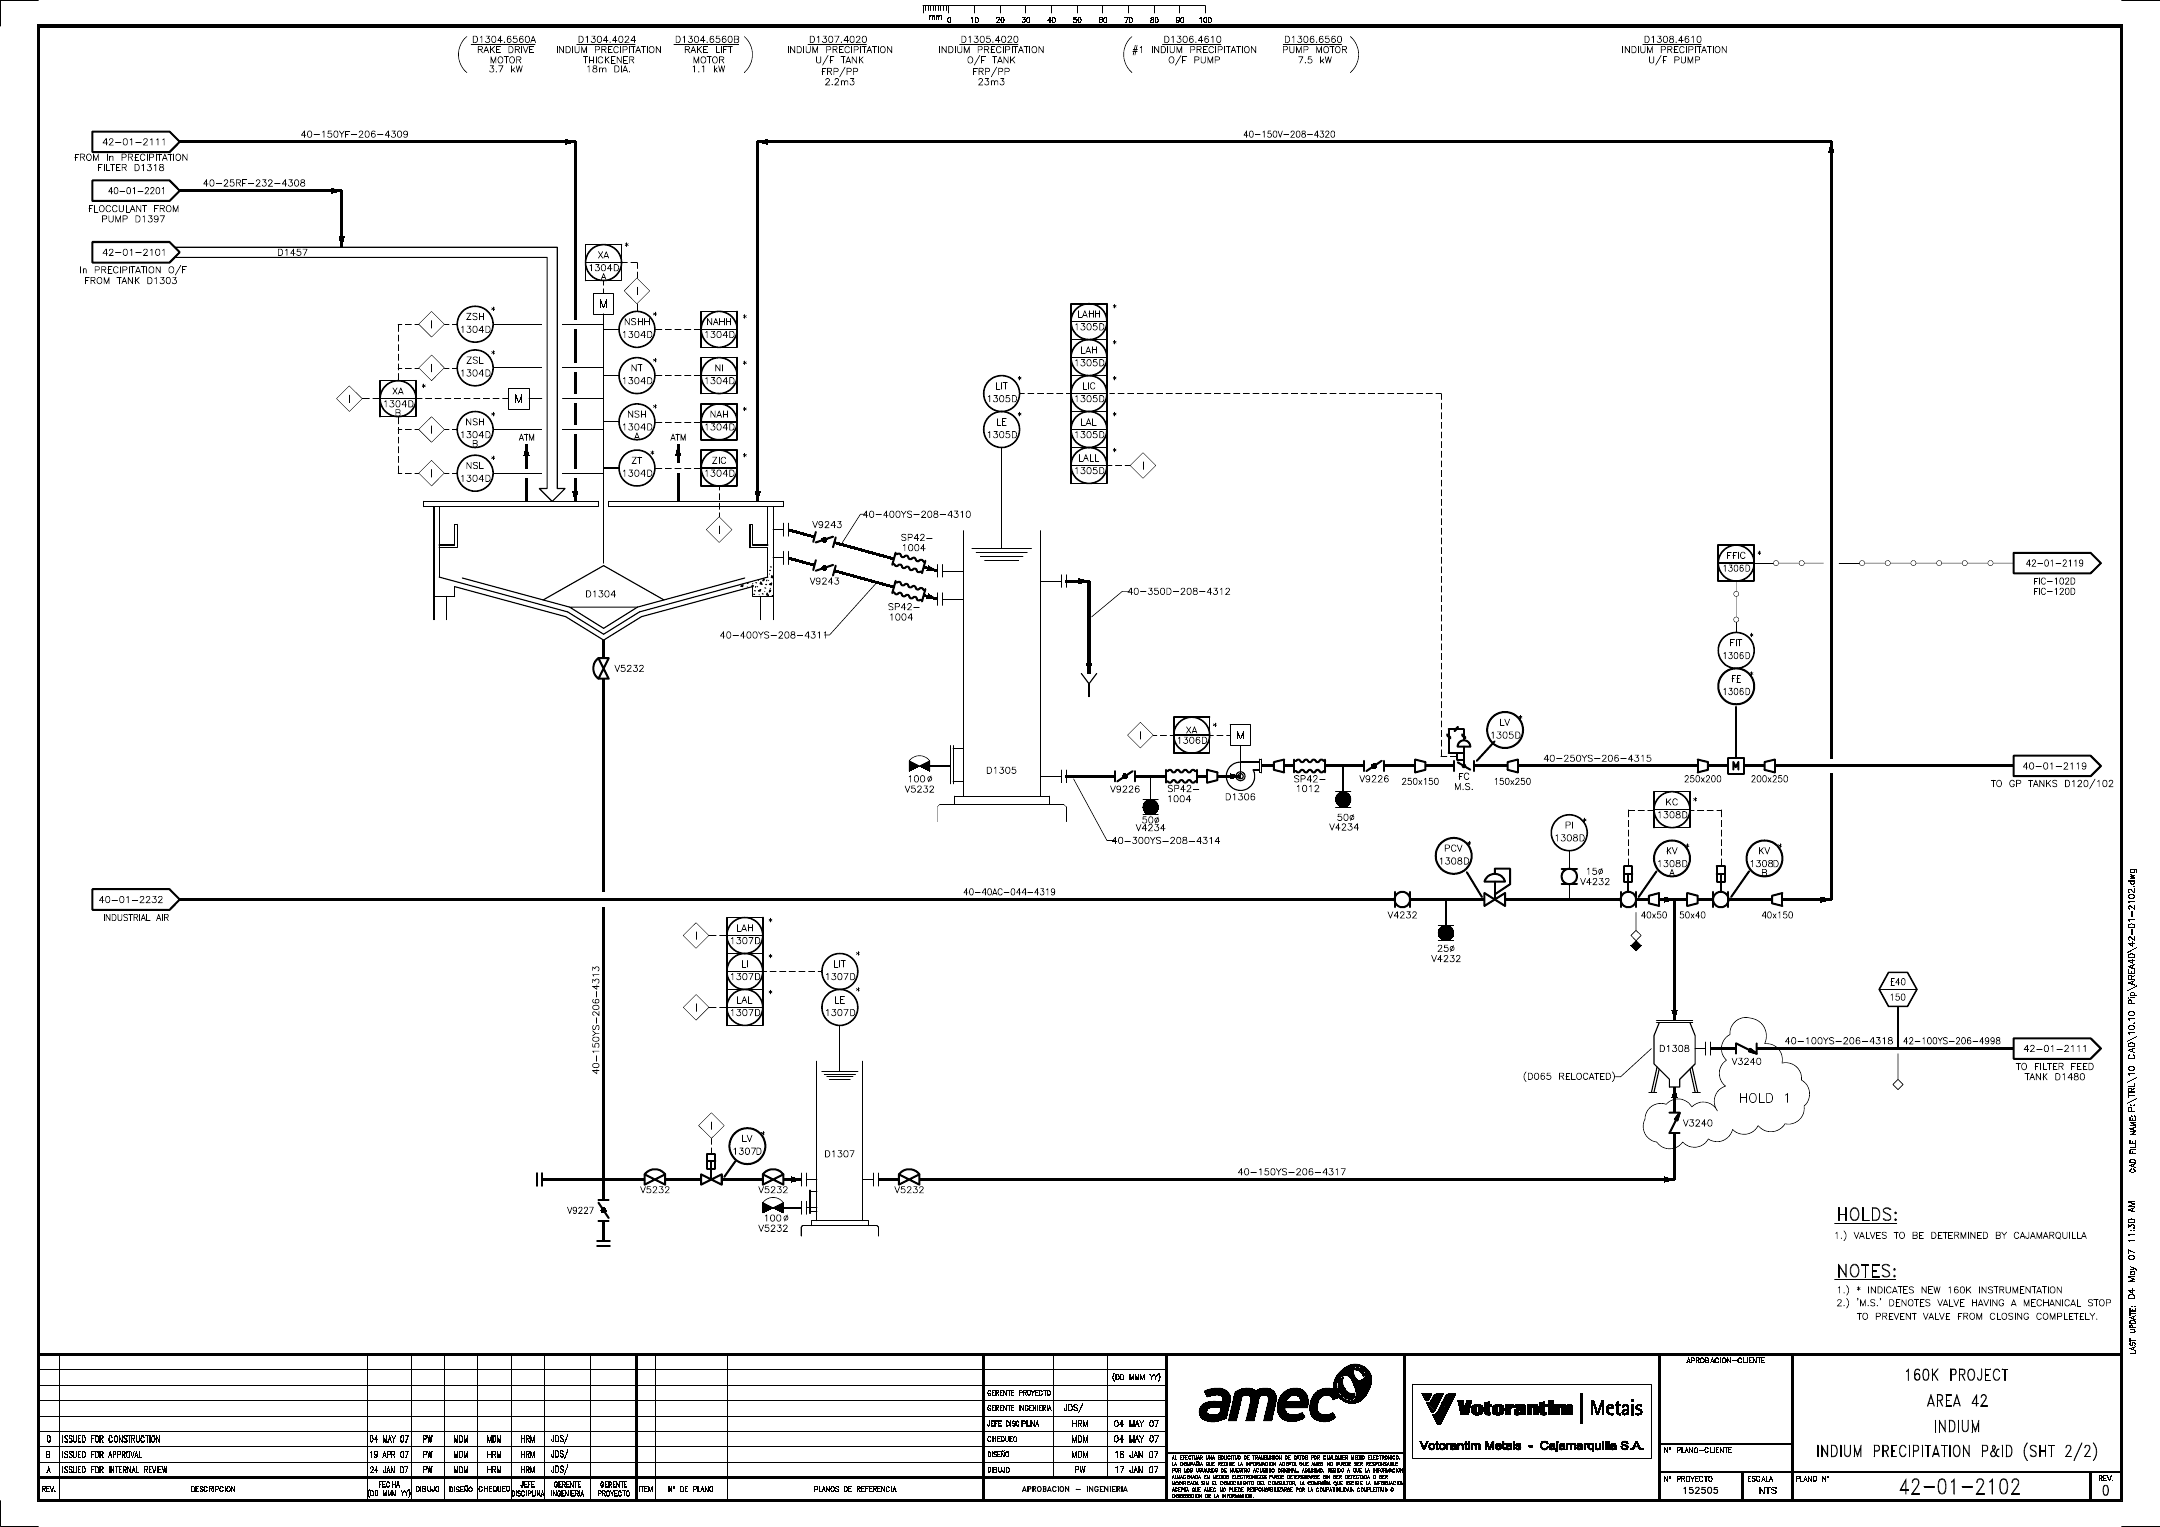 mm 0 10 20 30 40 50 60 70 80 90 100
D1304.6560A
RAKE DRIVE
MOTOR
3.7 kW
D1304.4024
INDIUM PRECIPITATION
THICKENER
18m DIA.
D1304.6560B
RAKE LIFT
MOTOR
1.1 kW
D1307.4020
INDIUM PRECIPITATION
U/F TANK
FRP/PP
2.2m3
D1305.4020
INDIUM PRECIPITATION
O/F TANK
FRP/PP
23m3
D1306.4610
#1 INDIUM PRECIPITATION
O/F PUMP
D1306.6560
PUMP MOTOR
7.5 kW
D1308.4610
INDIUM PRECIPITATION
U/F PUMP
42-01-2111
FROM In PRECIPITATION
FILTER D1318
40-150YF-206-4309
40-150V-208-4320
40-01-2201
FLOCCULANT FROM
PUMP D1397
40-25RF-232-4308
42-01-2101
In PRECIPITATION O/F
FROM TANK D1303
D1457
XA
1304D
A
*
M
I
ZSH
1304D
*
I
NSHH
1304D
*
NAHH
1304D
*
ZSL
1304D
*
I
NT
1304D
*
NI
1304D
*
I
XA
1304D
B
*
M
NSH
1304D
B
*
I
NSH
1304D
A
*
NAH
1304D
*
ATM
ATM
NSL
1304D
*
I
ZT
1304D
*
ZIC
1304D
*
I
D1304
V5232
V9243
40-400YS-208-4310
SP42-
1004
V9243
SP42-
1004
40-400YS-208-4311
LIT
1305D
*
LE
1305D
*
LAHH
1305D
*
LAH
1305D
*
LIC
1305D
*
LAL
1305D
*
LALL
1305D
*
I
40-350D-208-4312
D1305
100ø
V5232
I
XA
1306D
*
M
V9226
50ø
V4234
SP42-
1004
D1306
SP42-
1012
50ø
V4234
V9226
40-300YS-208-4314
250x150
FC
M.S.
LV
1305D
*
150x250
40-250YS-206-4315
FFIC
1306D
*
FIT
1306D
*
FE
1306D
*
250x200
M
200x250
42-01-2119
FIC-102D
FIC-120D
40-01-2119
TO GP TANKS D120/102
KC
1308D
*
PCV
1308D
*
PI
1308D
*
15ø
V4232
KV
1308D
A
*
KV
1308D
B
*
40-01-2232
INDUSTRIAL AIR
40-40AC-044-4319
V4232
25ø
V4232
40x50
50x40
40x150
40-150YS-206-4313
I
LAH
1307D
*
LI
1307D
*
I
LAL
1307D
*
LIT
1307D
*
LE
1307D
*
E40
150
D1308
(D065 RELOCATED)
V3240
40-100YS-206-4318
42-100YS-206-4998
42-01-2111
TO FILTER FEED
TANK D1480
HOLD 1
V3240
I
LV
1307D
*
V5232
V5232
D1307
V5232
40-150YS-206-4317
V9227
100ø
V5232
HOLDS:
1.) VALVES TO BE DETERMINED BY CAJAMARQUILLA
NOTES:
1.) * INDICATES NEW 160K INSTRUMENTATION
2.) 'M.S.' DENOTES VALVE HAVING A MECHANICAL STOP
TO PREVENT VALVE FROM CLOSING COMPLETELY.
LAST UPDATE: 04 May 07 11:30 AM CAD FILE NAME: P:\TRL\10 CAD\10.10 Pip\AREA4D\42-01-2102.dwg
0 ISSUED FOR CONSTRUCTION 04 MAY 07 PW MDM MDM HRM JDS/
B ISSUED FOR APPROVAL 19 APR 07 PW MDM HRM HRM JDS/
A ISSUED FOR INTERNAL REVIEW 24 JAN 07 PW MDM HRM HRM JDS/
REV. DESCRIPCION FECHA (DD MMM YY) DIBUJO DISEÑO CHEQUEO JEFE DISCIPLINA GERENTE INGENIERIA GERENTE PROYECTO ITEM N° DE PLANO PLANOS DE REFERENCIA
(DD MMM YY)
GERENTE PROYECTO
GERENTE INGENIERIA JDS/
JEFE DISCIPLINA HRM 04 MAY 07
CHEQUEO MDM 04 MAY 07
DISEÑO MDM 16 JAN 07
DIBUJO PW 17 JAN 07
APROBACION - INGENIERIA
amec
Votorantim | Metais
Votorantim Metais - Cajamarquilla S.A.
APROBACION-CLIENTE
N° PLANO-CLIENTE
N° PROYECTO
152505
ESCALA
NTS
160K PROJECT
AREA 42
INDIUM
INDIUM PRECIPITATION P&ID (SHT 2/2)
PLANO N°
42-01-2102
REV.
0